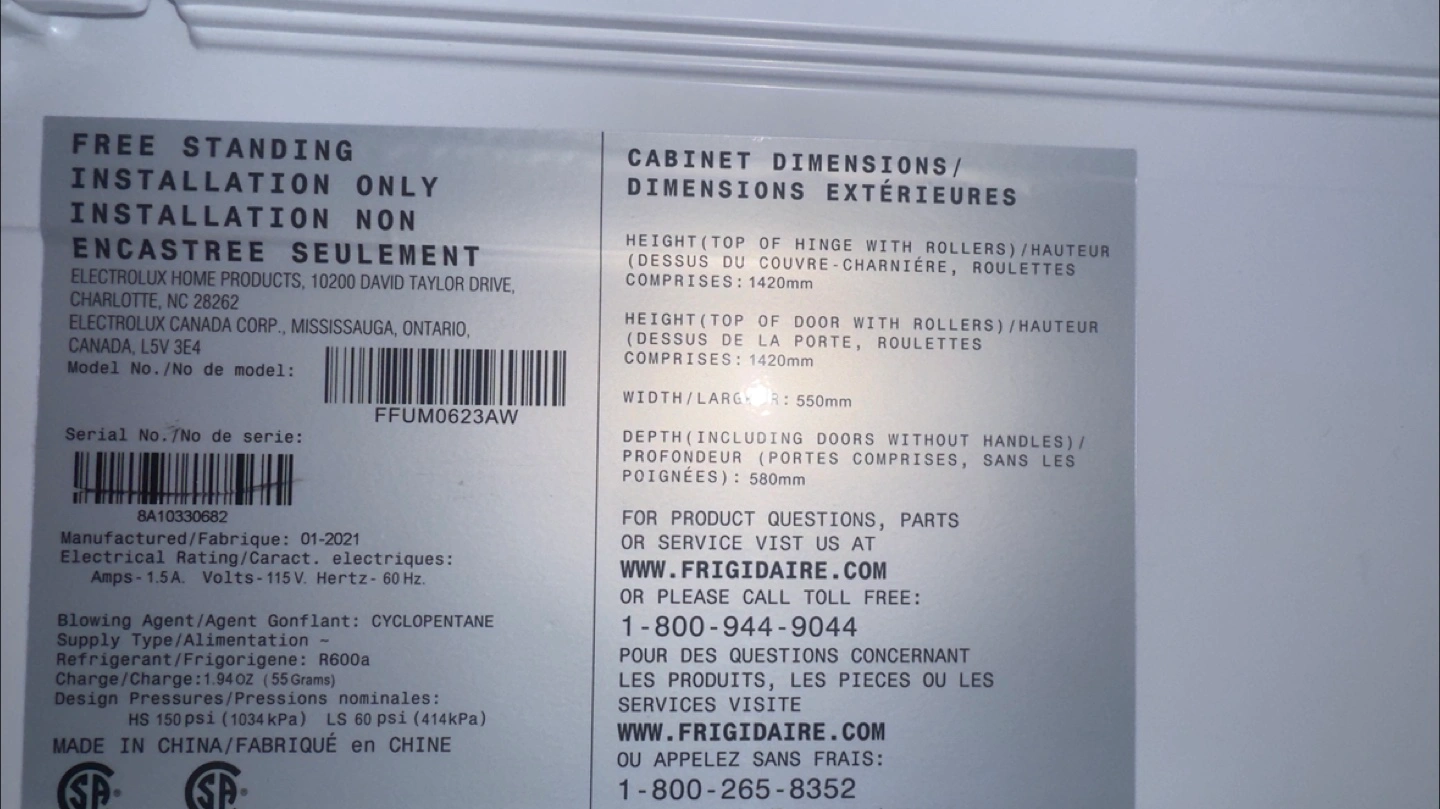 FREE STANDING
INSTALLATION ONLY
INSTALLATION NON
ENCASTREE SEULEMENT
ELECTROLUX HOME PRODUCTS, 10200 DAVID TAYLOR DRIVE,
CHARLOTTE, NC 28262
ELECTROLUX CANADA CORP., MISSISSAUGA, ONTARIO,
CANADA, L5V 3E4
Model No./No de model:
FFUM0623AW
Serial No./No de serie:
8A10330682
Manufactured/Fabrique: 01-2021
Electrical Rating/Caract. electriques:
Amps- 1.5 A. Volts- 115 V. Hertz- 60 Hz.
Blowing Agent/Agent Gonflant: CYCLOPENTANE
Supply Type/Alimentation ~
Refrigerant/Frigorigene: R600a
Charge/Charge:1.94OZ (55 Grams)
Design Pressures/Pressions nominales:
HS 150 psi (1034 kPa) LS 60 psi (414kPa)
MADE IN CHINA/FABRIQUÉ en CHINE
SA ® SA ®
CABINET DIMENSIONS/
DIMENSIONS EXTÉRIEURES
HEIGHT(TOP OF HINGE WITH ROLLERS)/HAUTEUR
(DESSUS DU COUVRE-CHARNIÉRE, ROULETTES
COMPRISES: 1420mm
HEIGHT(TOP OF DOOR WITH ROLLERS)/HAUTEUR
(DESSUS DE LA PORTE, ROULETTES
COMPRISES: 1420mm
WIDTH/ : 550mm
DEPTH(INCLUDING DOORS WITHOUT HANDLES)/
PROFONDEUR (PORTES COMPRISES, SANS LES
POIGNÉES): 580mm
FOR PRODUCT QUESTIONS, PARTS
OR SERVICE VIST US AT
WWW.FRIGIDAIRE.COM
OR PLEASE CALL TOLL FREE:
1-800-944-9044
POUR DES QUESTIONS CONCERNANT
LES PRODUITS, LES PIECES OU LES
SERVICES VISITE
WWW.FRIGIDAIRE.COM
OU APPELEZ SANS FRAIS:
1-800-265-8352